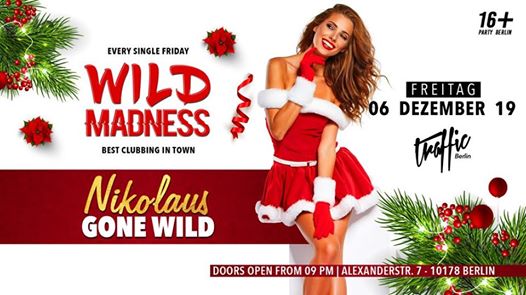 EVERY SINGLE FRIDAY
WILD
MADNESS
BEST CLUBBING IN TOWN
Nikolaus
GONE WILD
16+
PARTY BERLIN
FREITAG
06 DEZEMBER 19
traffic
Berlin
DOORS OPEN FROM 09 PM | ALEXANDERSTR. 7 - 10178 BERLIN